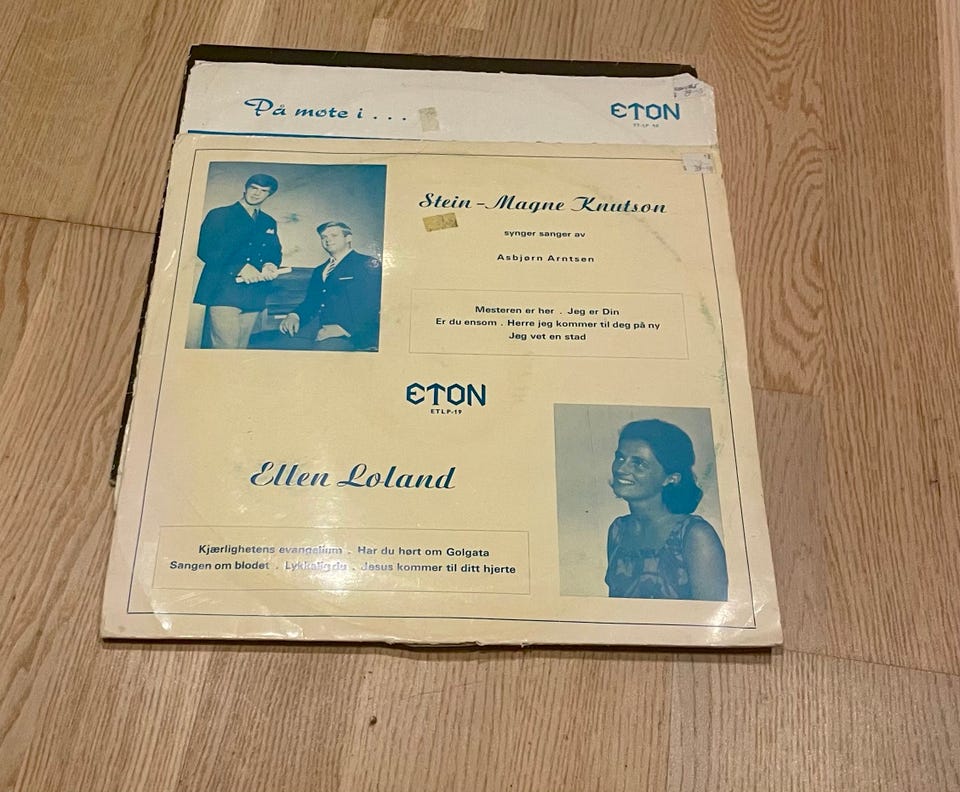 På møte i . . .
ETON
Stein-Magne Knutson
synger sanger av
Asbjørn Arntsen
Mesteren er her . Jeg er Din
Er du ensom . Herre jeg kommer til deg på ny
Jeg vet en stad
ETON
ETLP-19
Ellen Loland
Kjærlighetens evangelium . Har du hørt om Golgata
Sangen om blodet . Lykkelig du . Jesus kommer til ditt hjerte